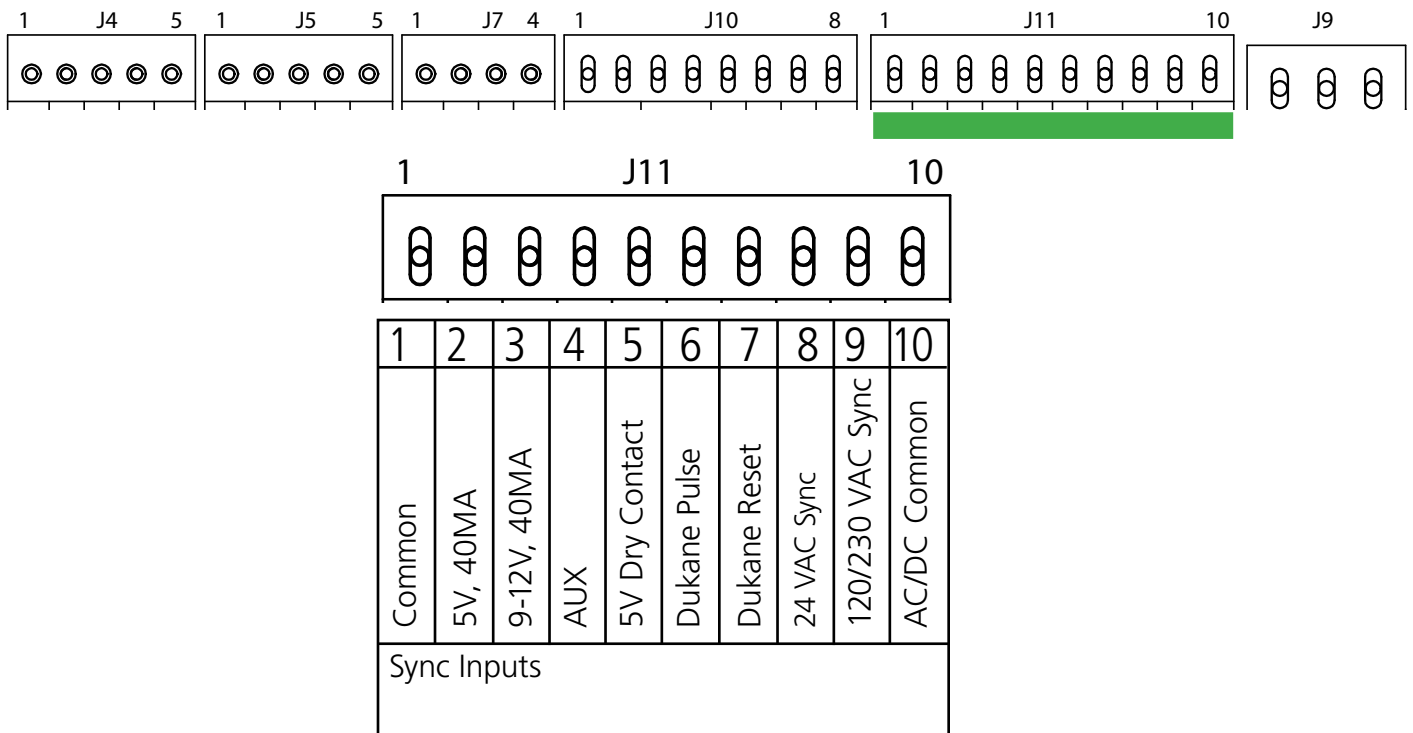 1 J4 5 1 J5 5 1 J7 4 1 J10 8 1 J11 10 J9
1 J11 10
1 2 3 4 5 6 7 8 9 10
Common
5V, 40MA
9-12V, 40MA
AUX
5V Dry Contact
Dukane Pulse
Dukane Reset
24 VAC Sync
120/230 VAC Sync
AC/DC Common
Sync Inputs